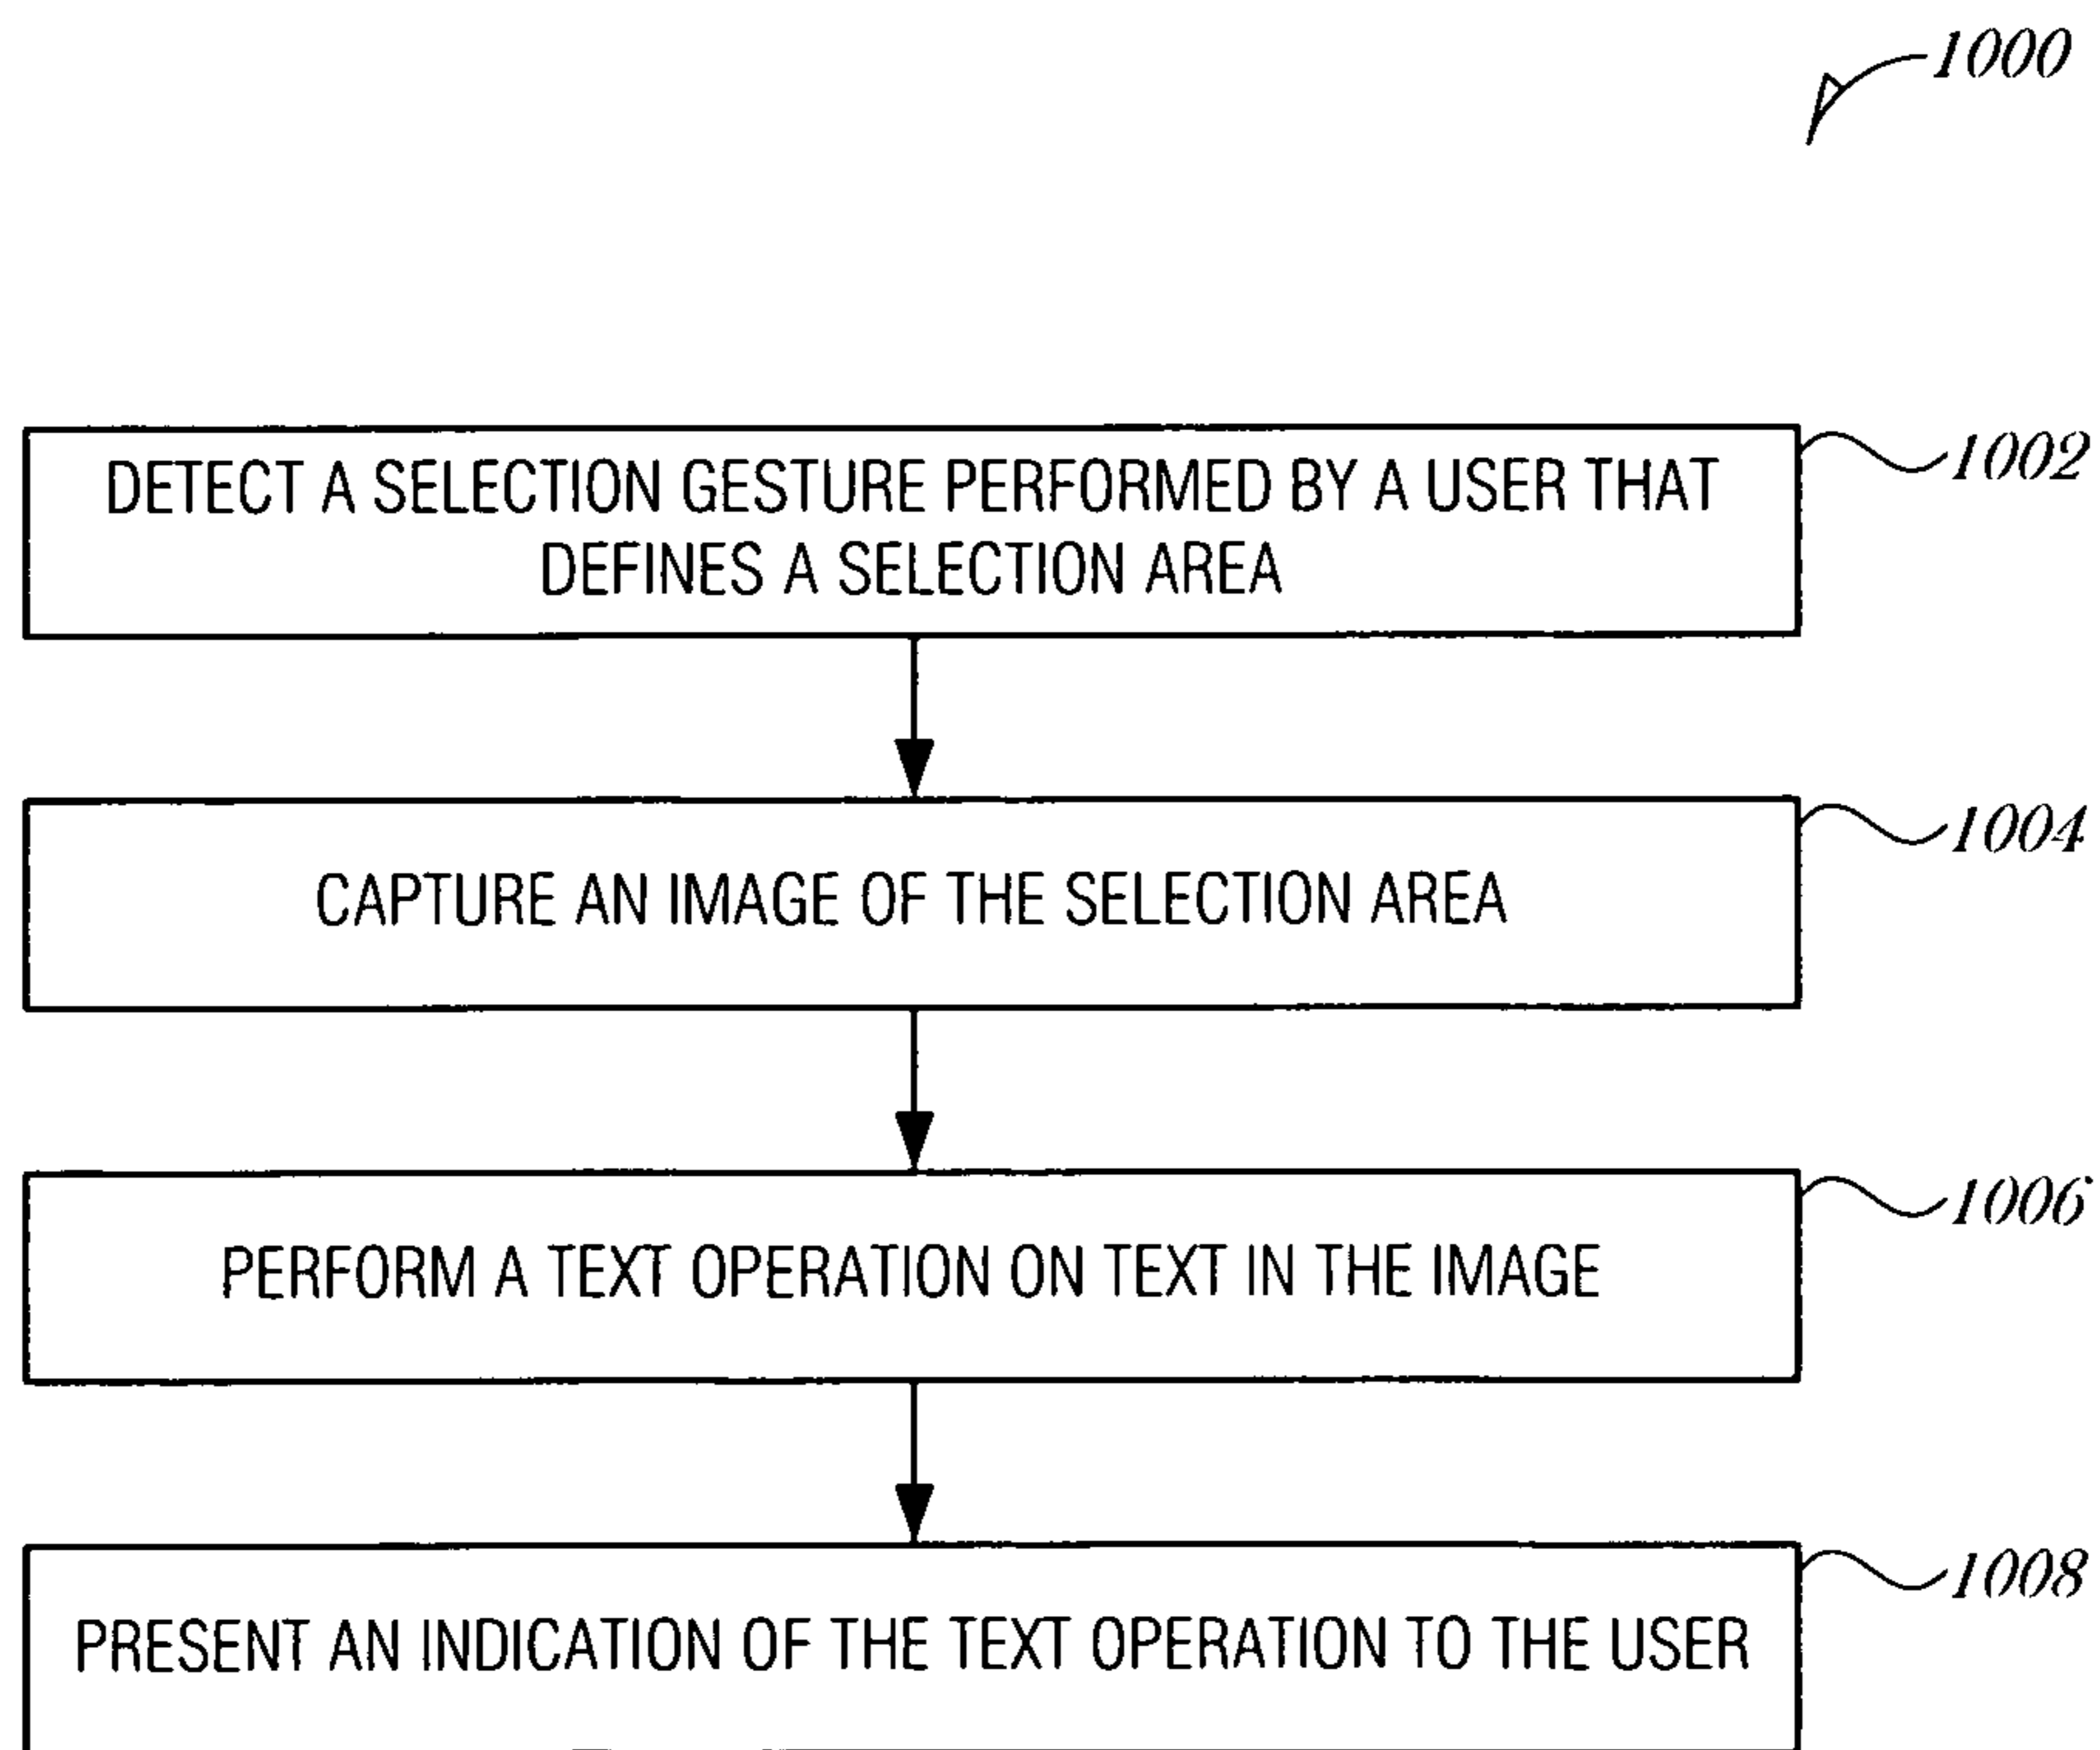 1000
DETECT A SELECTION GESTURE PERFORMED BY A USER THAT
DEFINES A SELECTION AREA
1002
CAPTURE AN IMAGE OF THE SELECTION AREA
1004
PERFORM A TEXT OPERATION ON TEXT IN THE IMAGE
1006
PRESENT AN INDICATION OF THE TEXT OPERATION TO THE USER
1008